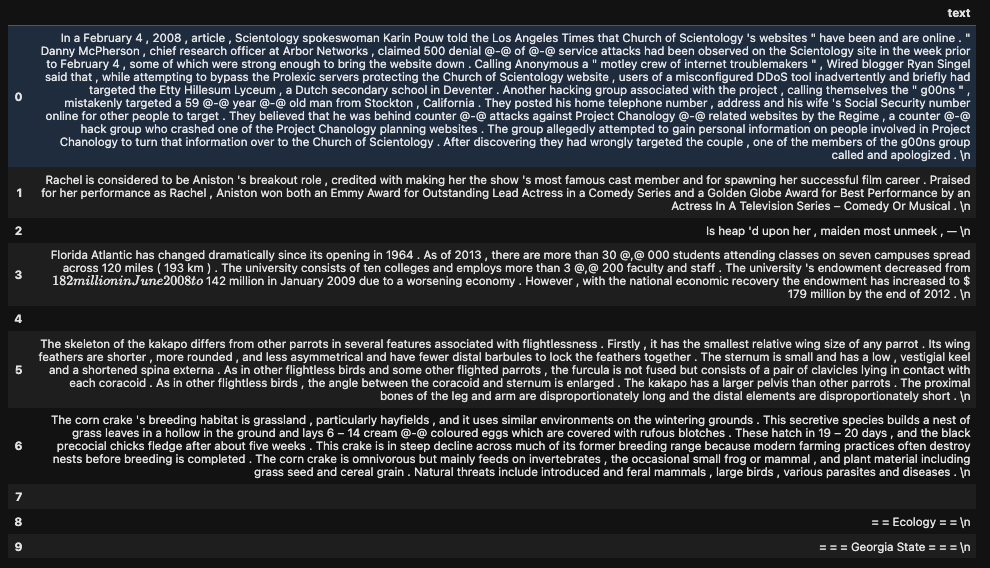 text
0
In a February 4 , 2008 , article , Scientology spokeswoman Karin Pouw told the Los Angeles Times that Church of Scientology 's websites " have been and are online . "
Danny McPherson , chief research officer at Arbor Networks , claimed 500 denial @-@ of @-@ service attacks had been observed on the Scientology site in the week prior
to February 4 , some of which were strong enough to bring the website down . Calling Anonymous a " motley crew of internet troublemakers " , Wired blogger Ryan Singel
said that , while attempting to bypass the Prolexic servers protecting the Church of Scientology website , users of a misconfigured DDoS tool inadvertently and briefly had
targeted the Etty Hillesum Lyceum , a Dutch secondary school in Deventer . Another hacking group associated with the project , calling themselves the " g00ns " ,
mistakenly targeted a 59 @-@ year @-@ old man from Stockton , California . They posted his home telephone number , address and his wife 's Social Security number
online for other people to target . They believed that he was behind counter @-@ attacks against Project Chanology @-@ related websites by the Regime , a counter @-@
hack group who crashed one of the Project Chanology planning websites . The group allegedly attempted to gain personal information on people involved in Project
Chanology to turn that information over to the Church of Scientology . After discovering they had wrongly targeted the couple , one of the members of the g00ns group
called and apologized . \n
1
Rachel is considered to be Aniston 's breakout role , credited with making her the show 's most famous cast member and for spawning her successful film career . Praised
for her performance as Rachel , Aniston won both an Emmy Award for Outstanding Lead Actress in a Comedy Series and a Golden Globe Award for Best Performance by an
Actress In A Television Series – Comedy Or Musical . \n
2
Is heap 'd upon her , maiden most unmeek , — \n
3
Florida Atlantic has changed dramatically since its opening in 1964 . As of 2013 , there are more than 30 @,@ 000 students attending classes on seven campuses spread
across 120 miles ( 193 km ) . The university consists of ten colleges and employs more than 3 @,@ 200 faculty and staff . The university 's endowment decreased from
182millioninJune2008to 142 million in January 2009 due to a worsening economy . However , with the national economic recovery the endowment has increased to $
179 million by the end of 2012 . \n
4
5
The skeleton of the kakapo differs from other parrots in several features associated with flightlessness . Firstly , it has the smallest relative wing size of any parrot . Its wing
feathers are shorter , more rounded , and less asymmetrical and have fewer distal barbules to lock the feathers together . The sternum is small and has a low , vestigial keel
and a shortened spina externa . As in other flightless birds and some other flighted parrots , the furcula is not fused but consists of a pair of clavicles lying in contact with
each coracoid . As in other flightless birds , the angle between the coracoid and sternum is enlarged . The kakapo has a larger pelvis than other parrots . The proximal
bones of the leg and arm are disproportionately long and the distal elements are disproportionately short . \n
6
The corn crake 's breeding habitat is grassland , particularly hayfields , and it uses similar environments on the wintering grounds . This secretive species builds a nest of
grass leaves in a hollow in the ground and lays 6 – 14 cream @-@ coloured eggs which are covered with rufous blotches . These hatch in 19 – 20 days , and the black
precocial chicks fledge after about five weeks . This crake is in steep decline across much of its former breeding range because modern farming practices often destroy
nests before breeding is completed . The corn crake is omnivorous but mainly feeds on invertebrates , the occasional small frog or mammal , and plant material including
grass seed and cereal grain . Natural threats include introduced and feral mammals , large birds , various parasites and diseases . \n
7
8
= = Ecology = = \n
9
= = = Georgia State = = = \n